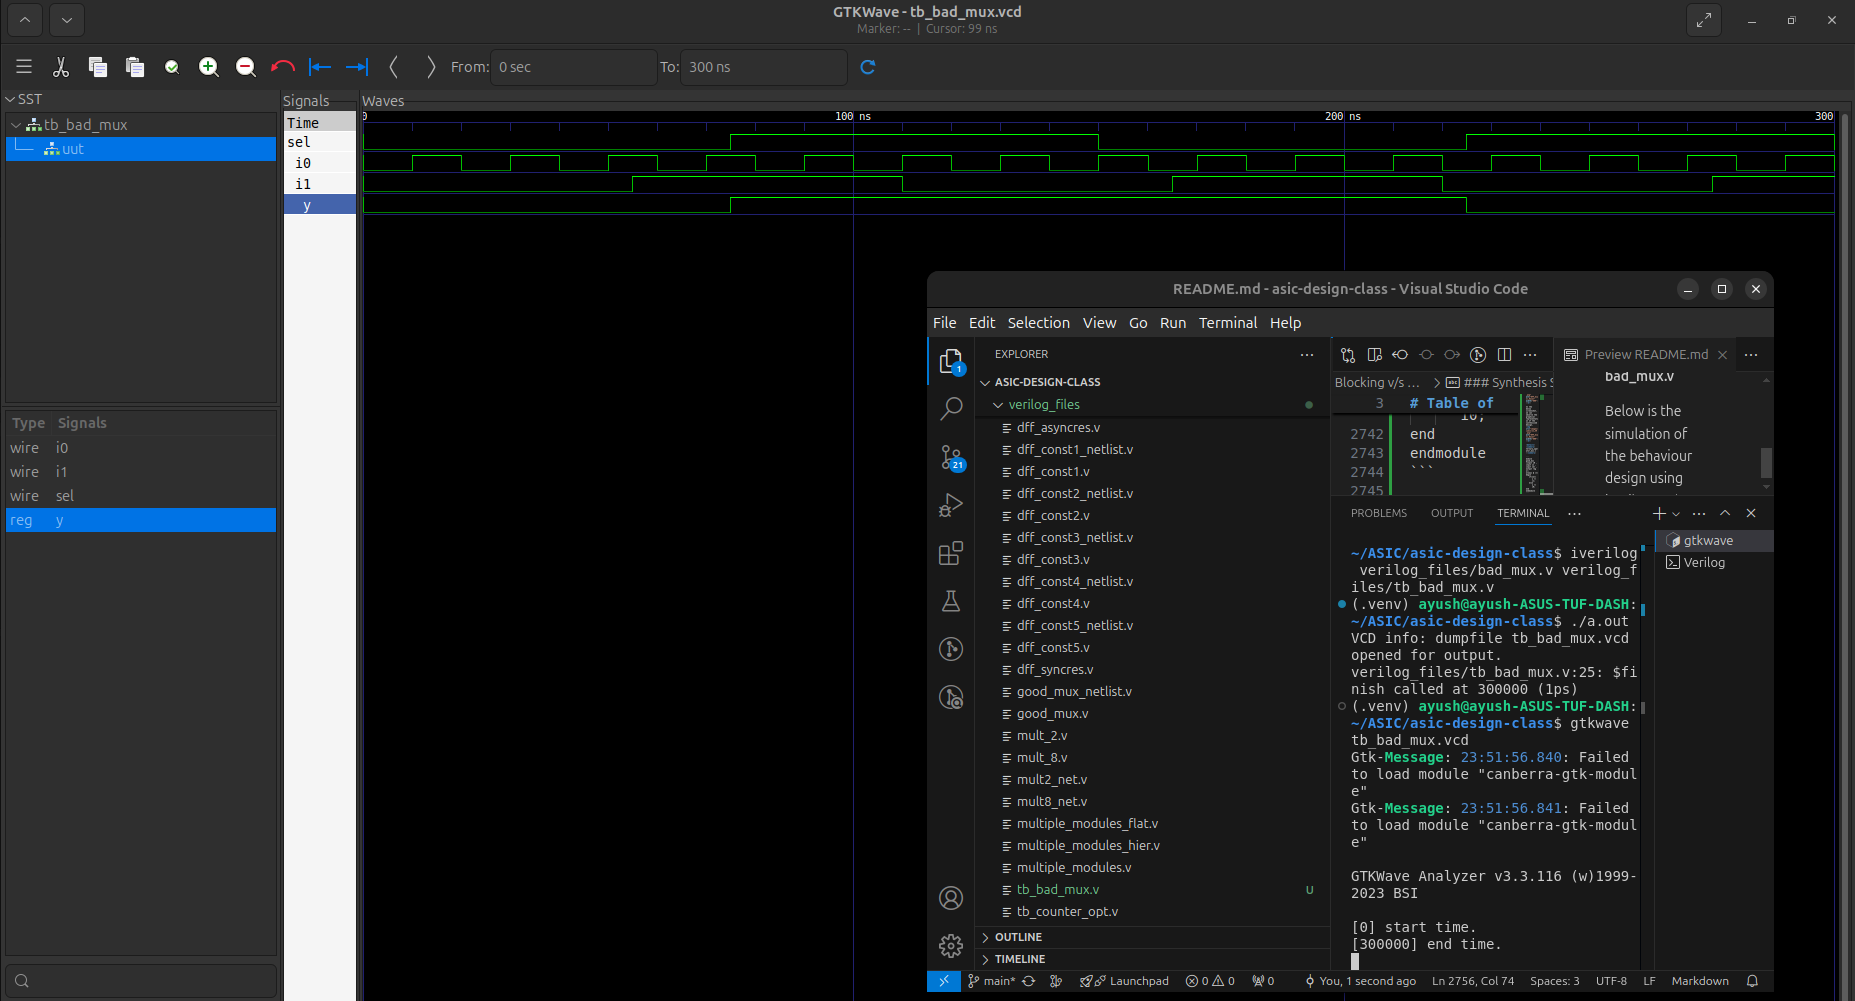 GTKWave - tb_bad_mux.vcd
Marker: -- | Cursor: 99 ns
From: 0 sec To: 300 ns
SST
tb_bad_mux
uut
Type Signals
wire i0
wire i1
wire sel
reg y
Signals
Time
sel
i0
i1
y
Waves
0 100 ns 200 ns 300
README.md - asic-design-class - Visual Studio Code
File Edit Selection View Go Run Terminal Help
1
21
EXPLORER
ASIC-DESIGN-CLASS
verilog_files
dff_asyncres.v
dff_const1_netlist.v
dff_const1.v
dff_const2_netlist.v
dff_const2.v
dff_const3_netlist.v
dff_const3.v
dff_const4_netlist.v
dff_const4.v
dff_const5_netlist.v
dff_const5.v
dff_syncres.v
good_mux_netlist.v
good_mux.v
mult_2.v
mult_8.v
mult2_net.v
mult8_net.v
multiple_modules_flat.v
multiple_modules_hier.v
multiple_modules.v
tb_bad_mux.v U
tb_counter_opt.v
OUTLINE
TIMELINE
Blocking v/s ... > abc ### Synthesis S
3 # Table of
i0;
2742 end
2743 endmodule
2744 ```
2745
Preview README.md
bad_mux.v
Below is the
simulation of
the behaviour
design using
PROBLEMS OUTPUT TERMINAL
gtkwave
Verilog
~/ASIC/asic-design-class$ iverilog
verilog_files/bad_mux.v verilog_f
iles/tb_bad_mux.v
(.venv) ayush@ayush-ASUS-TUF-DASH:
~/ASIC/asic-design-class$ ./a.out
VCD info: dumpfile tb_bad_mux.vcd
opened for output.
verilog_files/tb_bad_mux.v:25: $fi
nish called at 300000 (1ps)
(.venv) ayush@ayush-ASUS-TUF-DASH:
~/ASIC/asic-design-class$ gtkwave
tb_bad_mux.vcd
Gtk-Message: 23:51:56.840: Failed
to load module "canberra-gtk-modul
e"
Gtk-Message: 23:51:56.841: Failed
to load module "canberra-gtk-modul
e"
GTKWave Analyzer v3.3.116 (w)1999-
2023 BSI
[0] start time.
[300000] end time.
main* Launchpad 0 0 0 You, 1 second ago Ln 2756, Col 74 Spaces: 3 UTF-8 LF Markdown